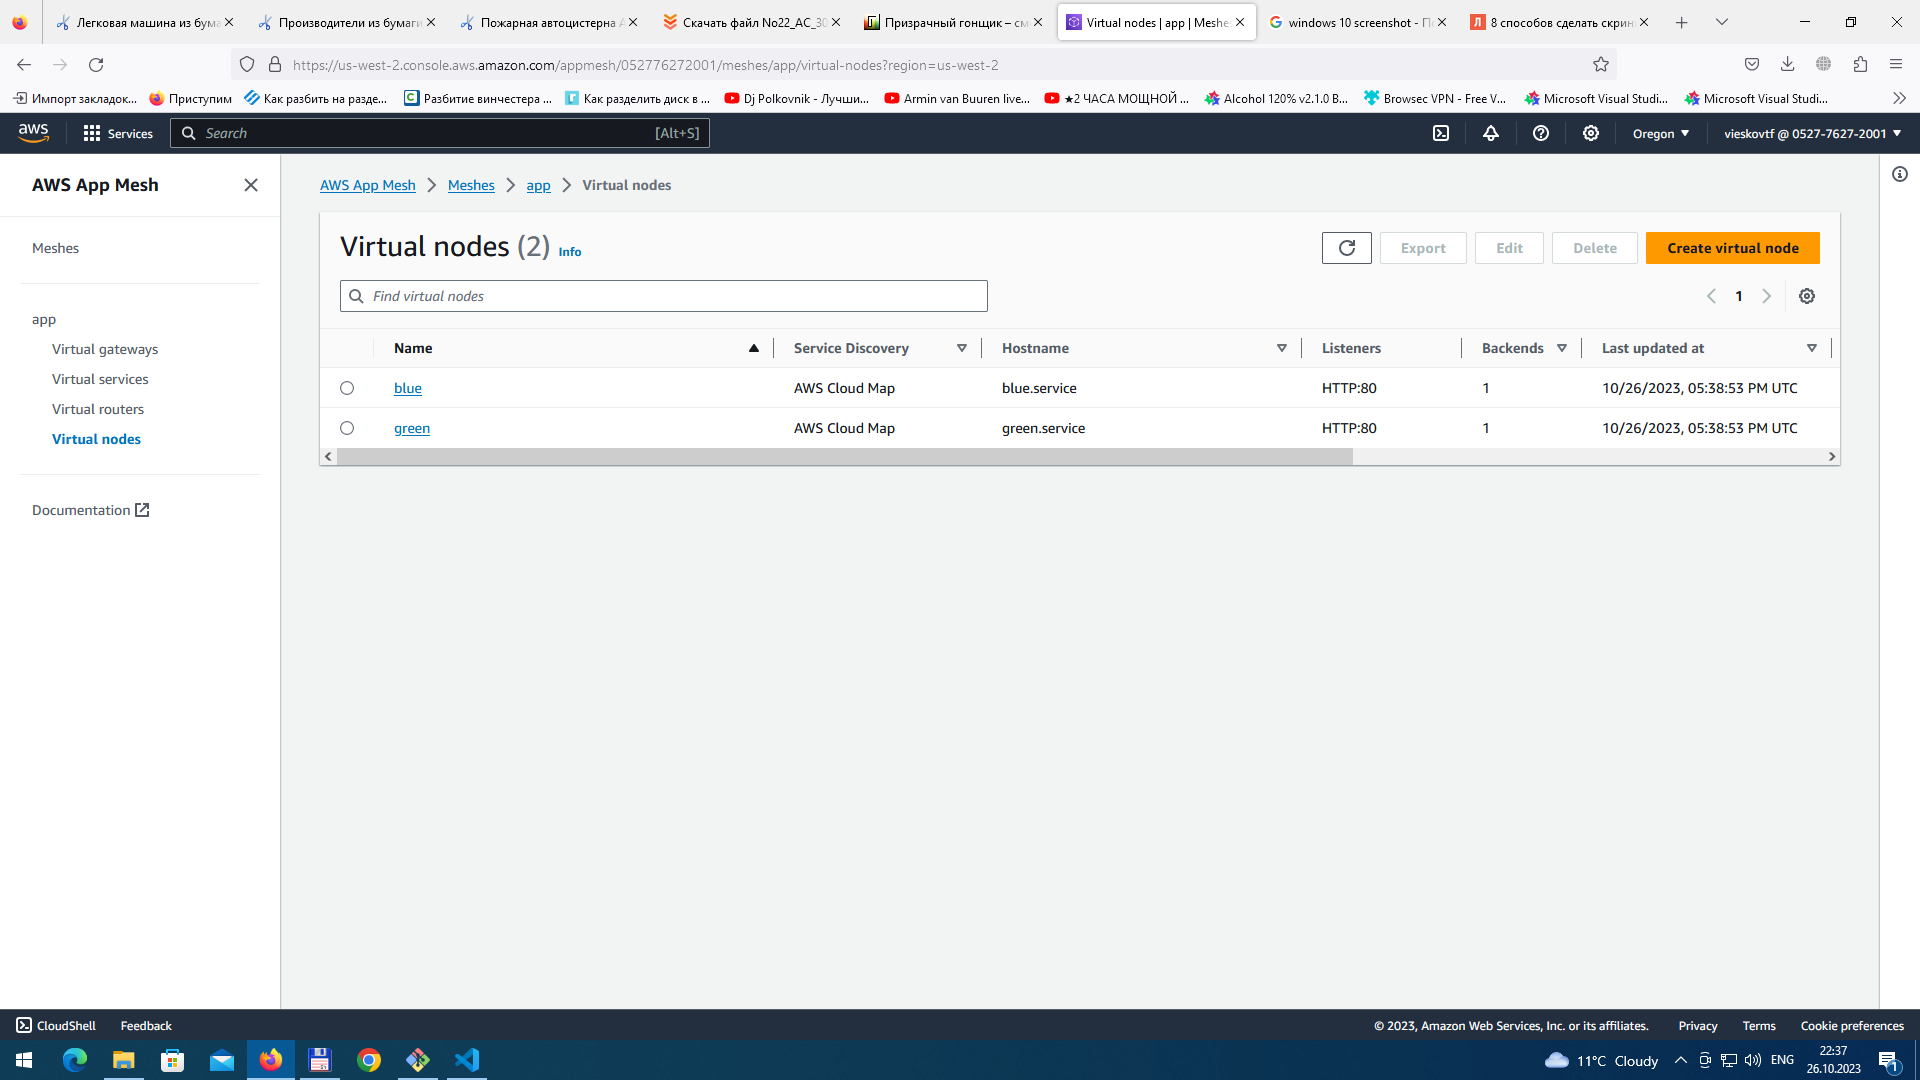 Легковая машина из бума
Производители из бумаги
Пожарная автоцистерна А
Скачать файл No22_AC_30
Призрачный гонщик – см
Virtual nodes | app | Meshe
windows 10 screenshot - По
8 способов сделать скрин
https://us-west-2.console.aws.amazon.com/appmesh/052776272001/meshes/app/virtual-nodes?region=us-west-2
Импорт закладок...
Приступим
Как разбить на разде...
Разбитие винчестера ...
Как разделить диск в ...
Dj Polkovnik - Лучши...
Armin van Buuren live...
★2 ЧАСА МОЩНОЙ ...
Alcohol 120% v2.1.0 B...
Browsec VPN - Free V...
Microsoft Visual Studi...
Microsoft Visual Studi...
aws
Services
Search
[Alt+S]
Oregon
vieskovtf @ 0527-7627-2001
AWS App Mesh
Meshes
app
Virtual gateways
Virtual services
Virtual routers
Virtual nodes
Documentation
AWS App Mesh
Meshes
app
Virtual nodes
Virtual nodes (2) Info
Export
Edit
Delete
Create virtual node
Find virtual nodes
1
Name Service Discovery Hostname Listeners Backends Last updated at
blue AWS Cloud Map blue.service HTTP:80 1 10/26/2023, 05:38:53 PM UTC
green AWS Cloud Map green.service HTTP:80 1 10/26/2023, 05:38:53 PM UTC
CloudShell
Feedback
© 2023, Amazon Web Services, Inc. or its affiliates.
Privacy
Terms
Cookie preferences
11°C Cloudy
ENG
22:37
26.10.2023
1